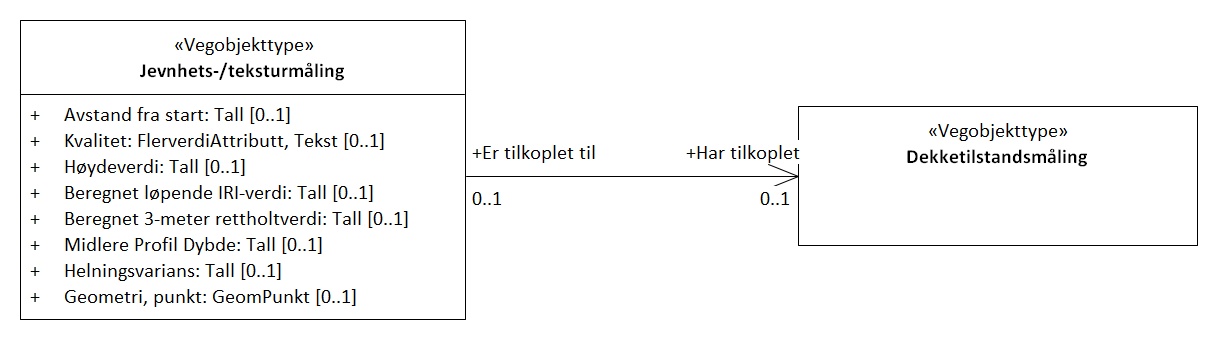 «Vegobjekttype»
Jevnhets-/teksturmåling
+ Avstand fra start: Tall [0..1]
+ Kvalitet: FlerverdiAttributt, Tekst [0..1]
+ Høydeverdi: Tall [0..1]
+ Beregnet løpende IRI-verdi: Tall [0..1]
+ Beregnet 3-meter rettholtverdi: Tall [0..1]
+ Midlere Profil Dybde: Tall [0..1]
+ Helningsvarians: Tall [0..1]
+ Geometri, punkt: GeomPunkt [0..1]
+Er tilkoplet til
+Har tilkoplet
0..1
0..1
«Vegobjekttype»
Dekketilstandsmåling